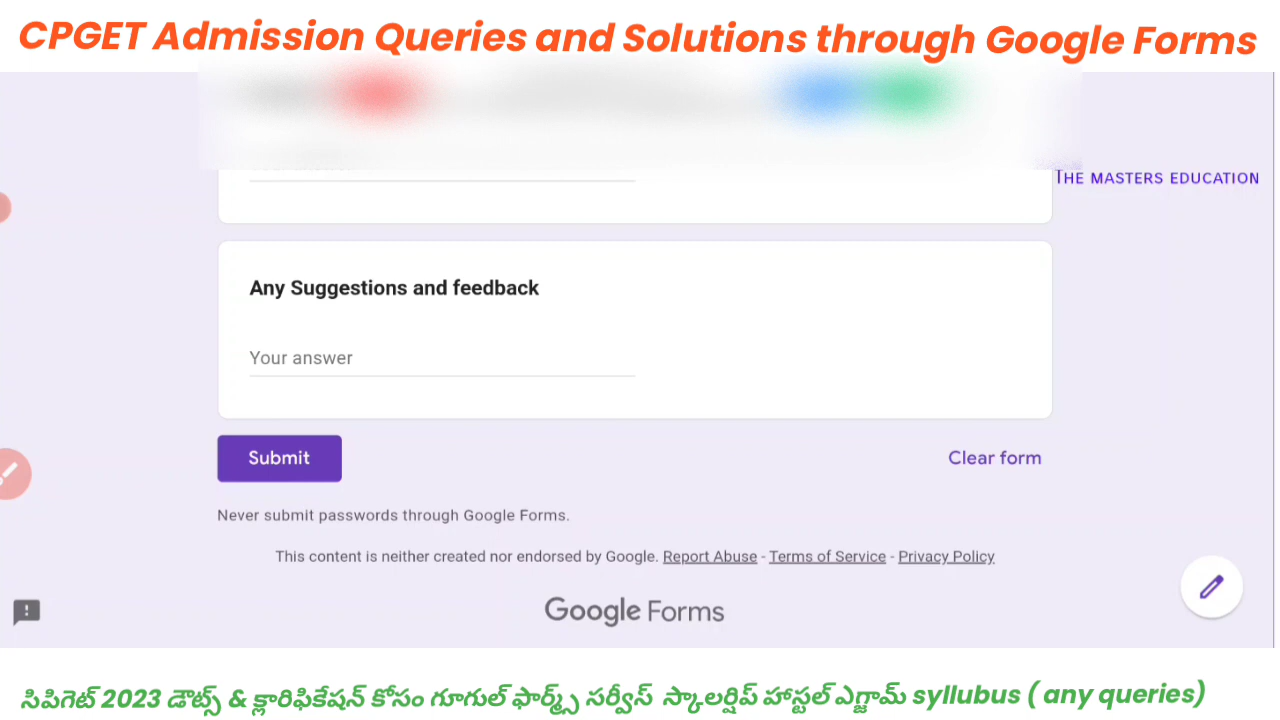 CPGET Admission Queries and Solutions through Google Forms
THE MASTERS EDUCATION
Any Suggestions and feedback
Your answer
Submit
Clear form
Never submit passwords through Google Forms.
This content is neither created nor endorsed by Google. Report Abuse - Terms of Service - Privacy Policy
Google Forms
సిపిగెట్ 2023 డౌట్స్ & క్లారిఫికేషన్ కోసం గూగుల్ ఫార్మ్స్ సర్వీస్ స్కాలర్షిప్ హాస్టల్ ఎగ్జామ్ syllubus ( any queries)